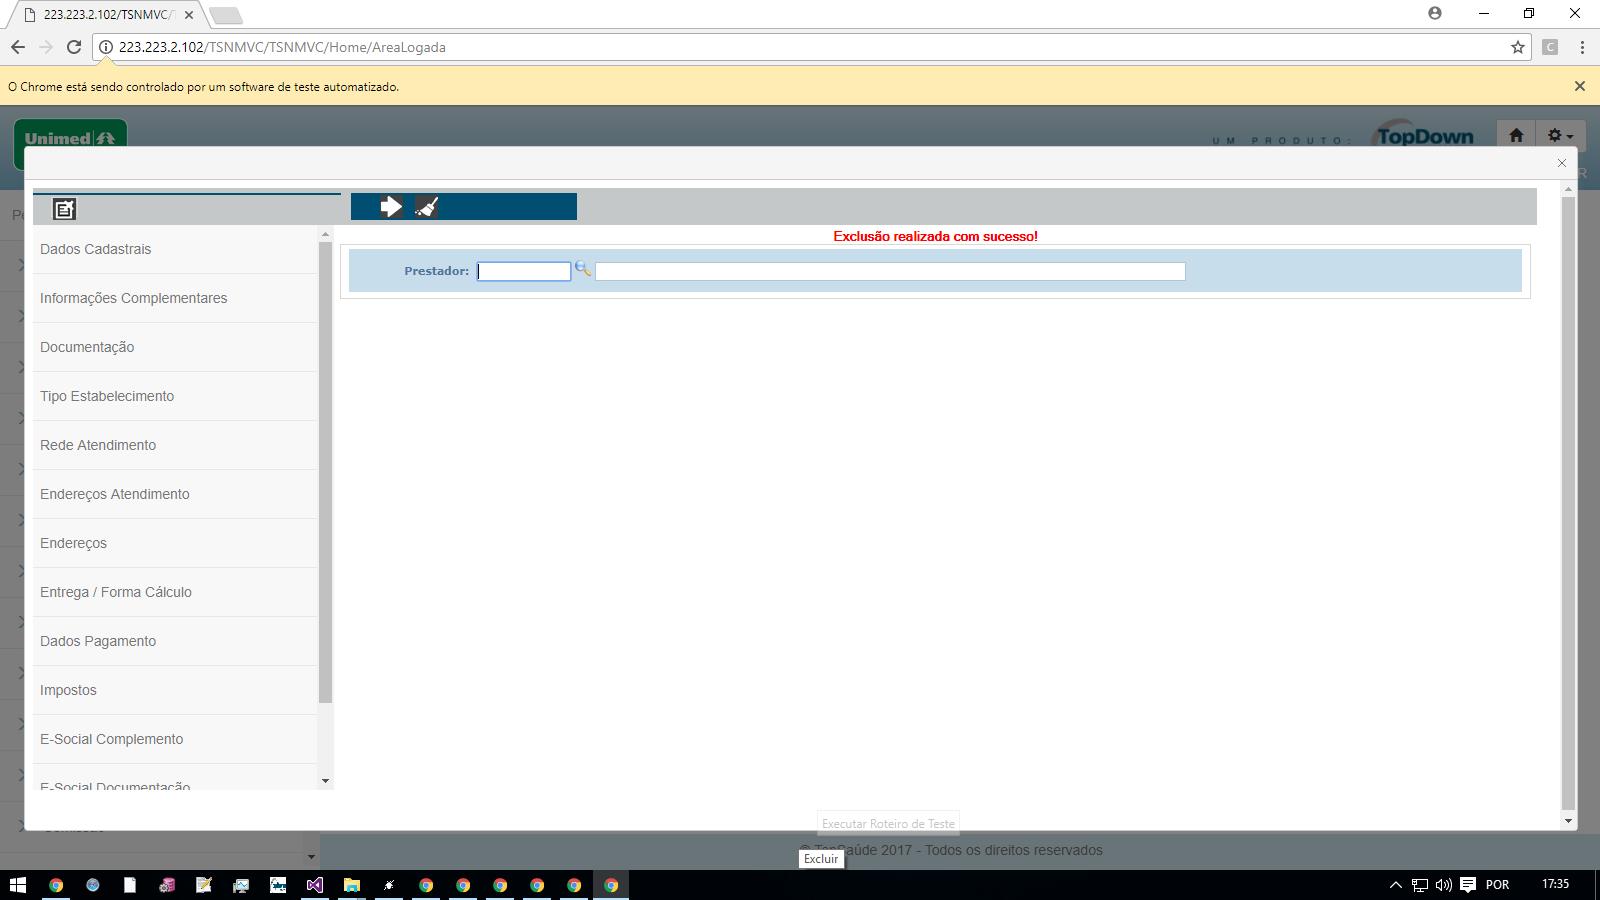 223.223.2.102/TSNMVC/
223.223.2.102/TSNMVC/TSNMVC/Home/AreaLogada
C
O Chrome está sendo controlado por um software de teste automatizado.
Unimed
UM PRODUTO:
TopDown
Exclusão realizada com sucesso!
Prestador:
Dados Cadastrais
Informações Complementares
Documentação
Tipo Estabelecimento
Rede Atendimento
Endereços Atendimento
Endereços
Entrega / Forma Cálculo
Dados Pagamento
Impostos
E-Social Complemento
E-Social Documentação
Executar Roteiro de Teste
© TopSaúde 2017 - Todos os direitos reservados
Excluir
POR
17:35